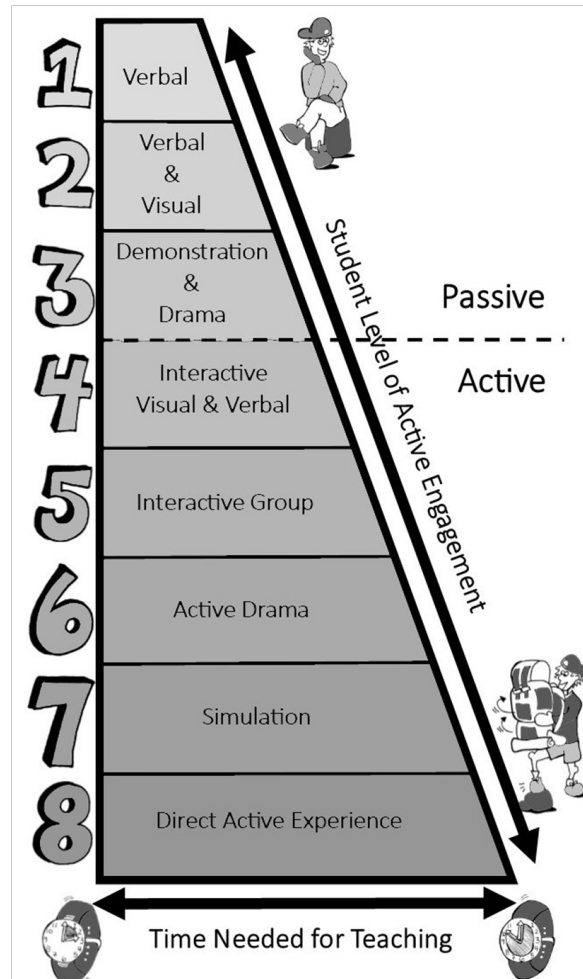 1
Verbal
2
Verbal
&
Visual
3
Demonstration
&
Drama
Passive
4
Interactive
Visual & Verbal
Active
Student Level of Active Engagement
5
Interactive Group
6
Active Drama
7
Simulation
8
Direct Active Experience
Time Needed for Teaching